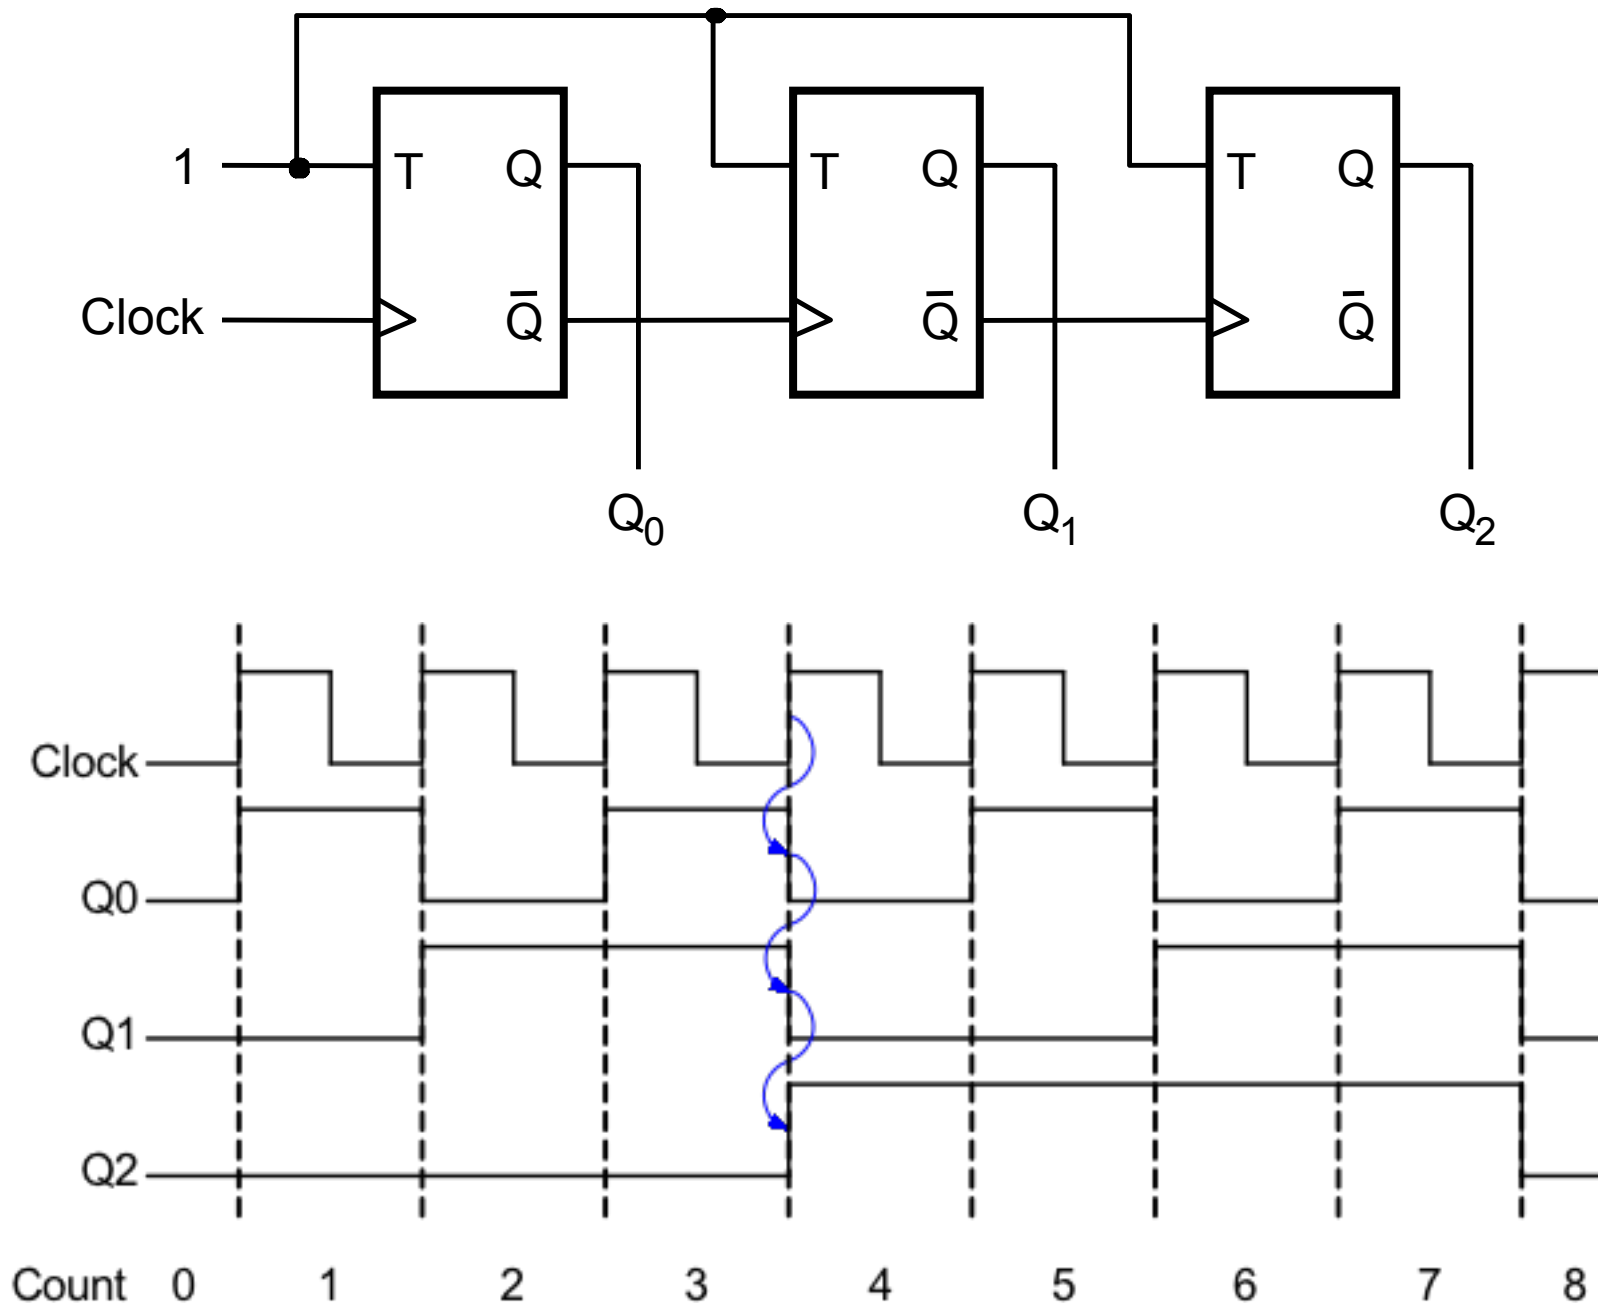 1 T Q T Q T Q
Clock Q̅ Q̅ Q̅
Q₀ Q₁ Q₂
Clock
Q0
Q1
Q2
Count 0 1 2 3 4 5 6 7 8